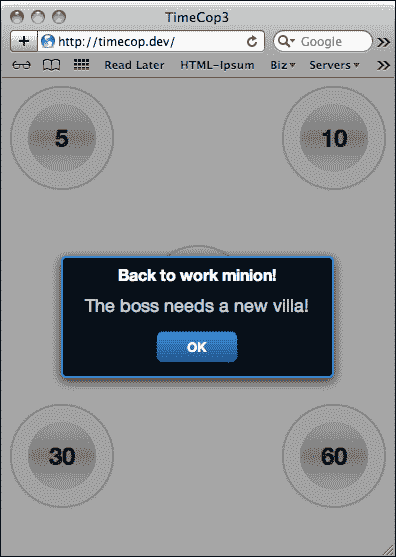 TimeCop3
+ http://timecop.dev/ Google >>
Read Later HTML-Ipsum Biz▾ Servers▾ >>
5 10
Back to work minion!
The boss needs a new villa!
OK
30 60